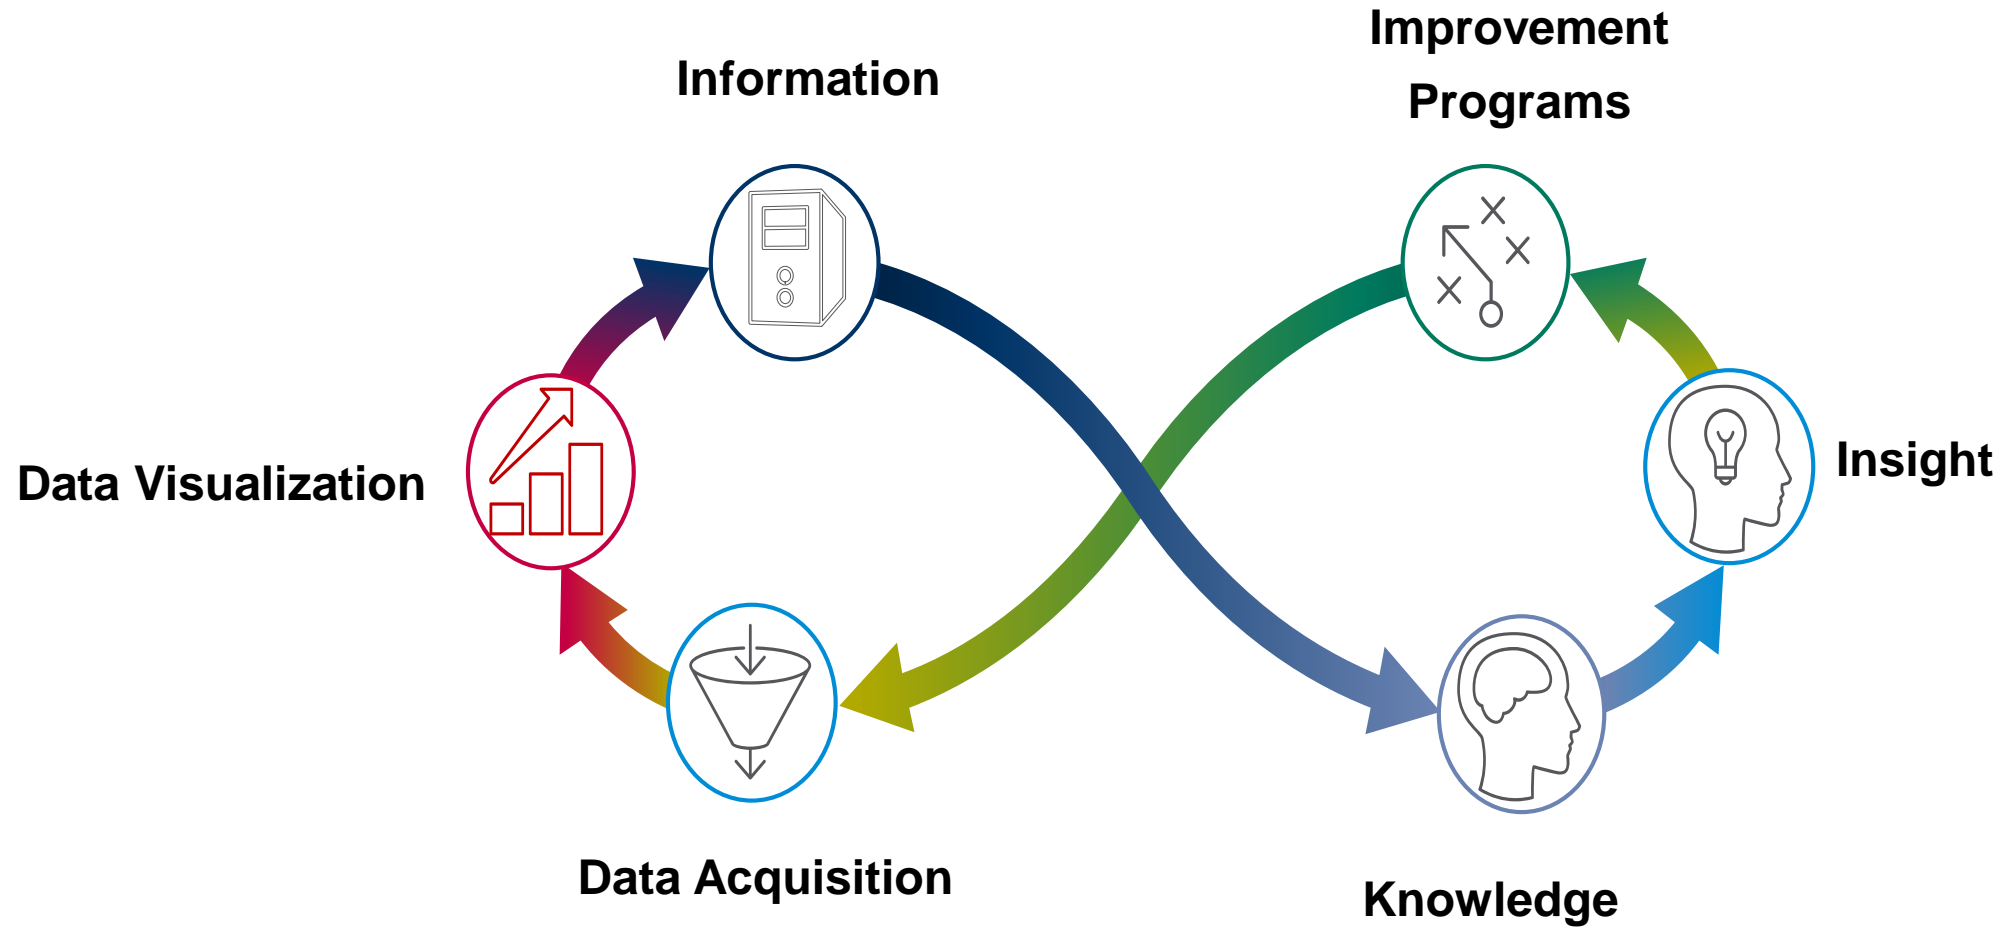 Improvement
Programs
Information
Insight
Data Visualization
Data Acquisition
Knowledge